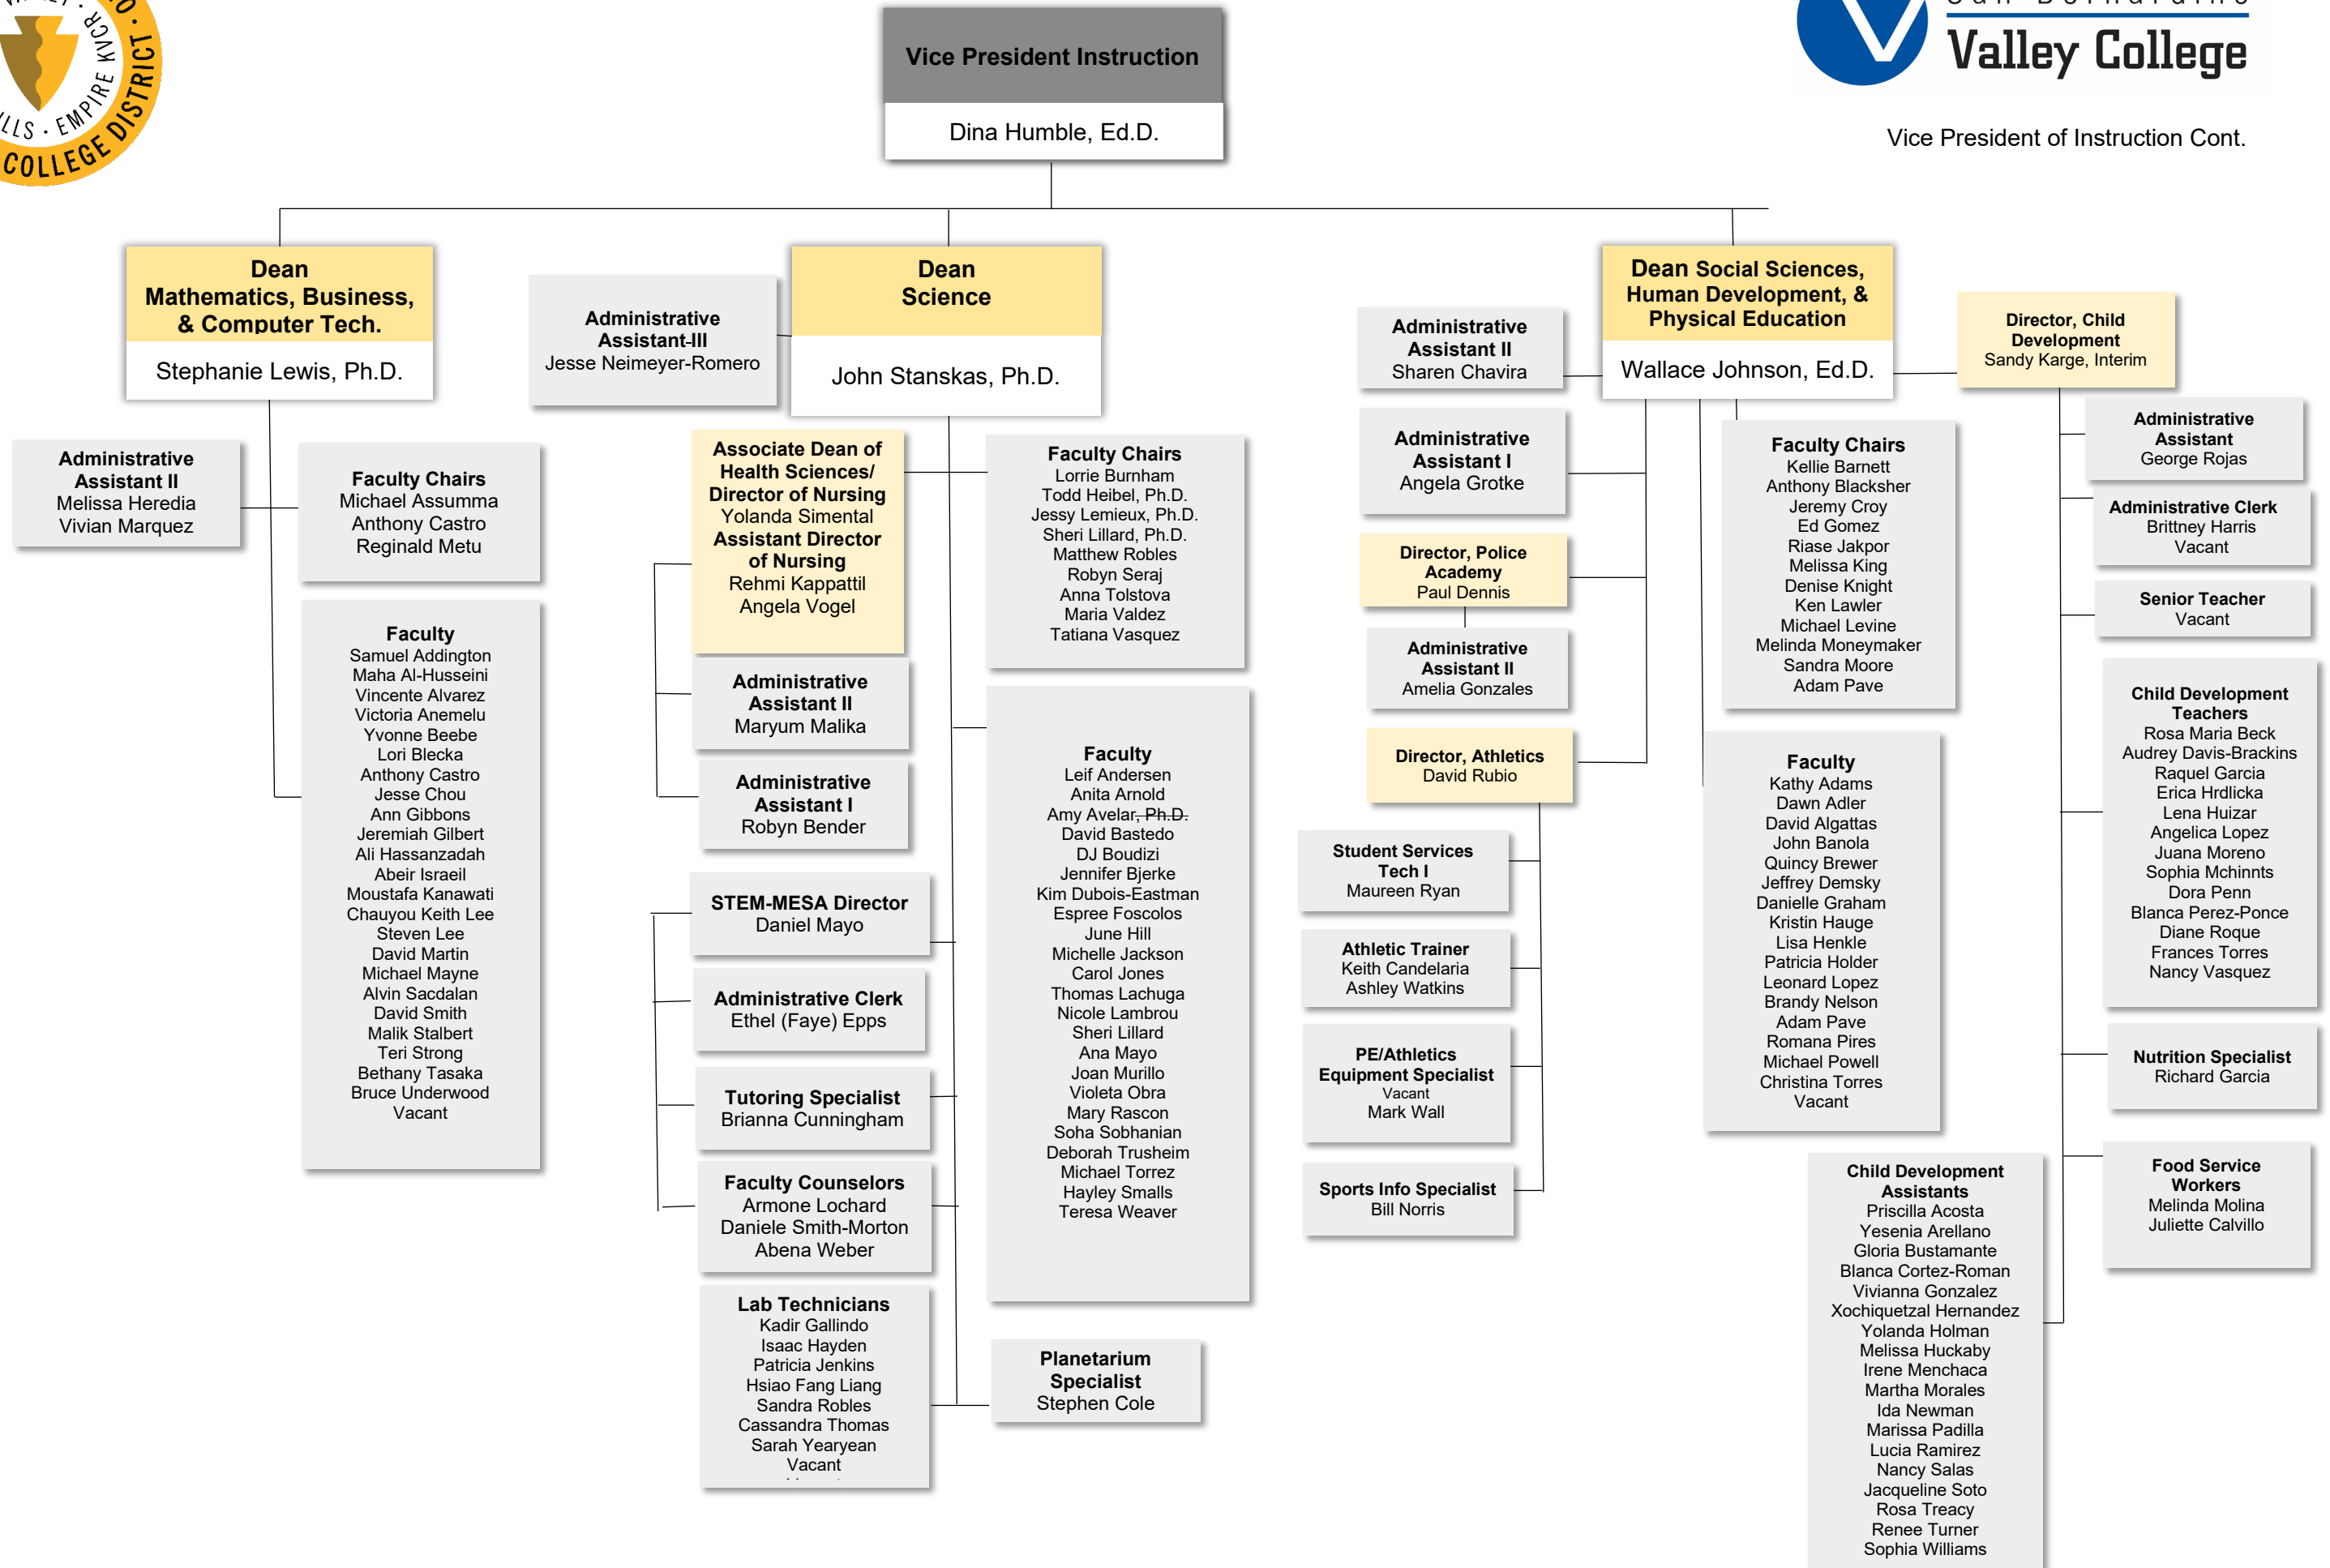 KVCR
EMPIRE
COLLEGE DISTRICT
Valley College
Vice President of Instruction Cont.
Vice President Instruction
Dina Humble, Ed.D.
Dean
Mathematics, Business,
& Computer Tech.
Stephanie Lewis, Ph.D.
Administrative
Assistant II
Melissa Heredia
Vivian Marquez
Faculty Chairs
Michael Assumma
Anthony Castro
Reginald Metu
Faculty
Samuel Addington
Maha Al-Husseini
Vincente Alvarez
Victoria Anemelu
Yvonne Beebe
Lori Blecka
Anthony Castro
Jesse Chou
Ann Gibbons
Jeremiah Gilbert
Ali Hassanzadah
Abeir Israeil
Moustafa Kanawati
Chauyou Keith Lee
Steven Lee
David Martin
Michael Mayne
Alvin Sacdalan
David Smith
Malik Stalbert
Teri Strong
Bethany Tasaka
Bruce Underwood
Vacant
Administrative
Assistant-III
Jesse Neimeyer-Romero
Dean
Science
John Stanskas, Ph.D.
Associate Dean of
Health Sciences/
Director of Nursing
Yolanda Simental
Assistant Director
of Nursing
Rehmi Kappattil
Angela Vogel
Administrative
Assistant II
Maryum Malika
Administrative
Assistant I
Robyn Bender
STEM-MESA Director
Daniel Mayo
Administrative Clerk
Ethel (Faye) Epps
Tutoring Specialist
Brianna Cunningham
Faculty Counselors
Armone Lochard
Daniele Smith-Morton
Abena Weber
Lab Technicians
Kadir Gallindo
Isaac Hayden
Patricia Jenkins
Hsiao Fang Liang
Sandra Robles
Cassandra Thomas
Sarah Yearyean
Vacant
Faculty Chairs
Lorrie Burnham
Todd Heibel, Ph.D.
Jessy Lemieux, Ph.D.
Sheri Lillard, Ph.D.
Matthew Robles
Robyn Seraj
Anna Tolstova
Maria Valdez
Tatiana Vasquez
Faculty
Leif Andersen
Anita Arnold
Amy Avelar, Ph.D.
David Bastedo
DJ Boudizi
Jennifer Bjerke
Kim Dubois-Eastman
Espree Foscolos
June Hill
Michelle Jackson
Carol Jones
Thomas Lachuga
Nicole Lambrou
Sheri Lillard
Ana Mayo
Joan Murillo
Violeta Obra
Mary Rascon
Soha Sobhanian
Deborah Trusheim
Michael Torrez
Hayley Smalls
Teresa Weaver
Planetarium
Specialist
Stephen Cole
Dean Social Sciences,
Human Development, &
Physical Education
Wallace Johnson, Ed.D.
Administrative
Assistant II
Sharen Chavira
Administrative
Assistant I
Angela Grotke
Director, Police
Academy
Paul Dennis
Administrative
Assistant II
Amelia Gonzales
Director, Athletics
David Rubio
Student Services
Tech I
Maureen Ryan
Athletic Trainer
Keith Candelaria
Ashley Watkins
PE/Athletics
Equipment Specialist
Vacant
Mark Wall
Sports Info Specialist
Bill Norris
Faculty Chairs
Kellie Barnett
Anthony Blacksher
Jeremy Croy
Ed Gomez
Riase Jakpor
Melissa King
Denise Knight
Ken Lawler
Michael Levine
Melinda Moneymaker
Sandra Moore
Adam Pave
Faculty
Kathy Adams
Dawn Adler
David Algattas
John Banola
Quincy Brewer
Jeffrey Demsky
Danielle Graham
Kristin Hauge
Lisa Henkle
Patricia Holder
Leonard Lopez
Brandy Nelson
Adam Pave
Romana Pires
Michael Powell
Christina Torres
Vacant
Director, Child
Development
Sandy Karge, Interim
Administrative
Assistant
George Rojas
Administrative Clerk
Brittney Harris
Vacant
Senior Teacher
Vacant
Child Development
Teachers
Rosa Maria Beck
Audrey Davis-Brackins
Raquel Garcia
Erica Hrdlicka
Lena Huizar
Angelica Lopez
Juana Moreno
Sophia Mchinnts
Dora Penn
Blanca Perez-Ponce
Diane Roque
Frances Torres
Nancy Vasquez
Nutrition Specialist
Richard Garcia
Food Service
Workers
Melinda Molina
Juliette Calvillo
Child Development
Assistants
Priscilla Acosta
Yesenia Arellano
Gloria Bustamante
Blanca Cortez-Roman
Vivianna Gonzalez
Xochiquetzal Hernandez
Yolanda Holman
Melissa Huckaby
Irene Menchaca
Martha Morales
Ida Newman
Marissa Padilla
Lucia Ramirez
Nancy Salas
Jacqueline Soto
Rosa Treacy
Renee Turner
Sophia Williams